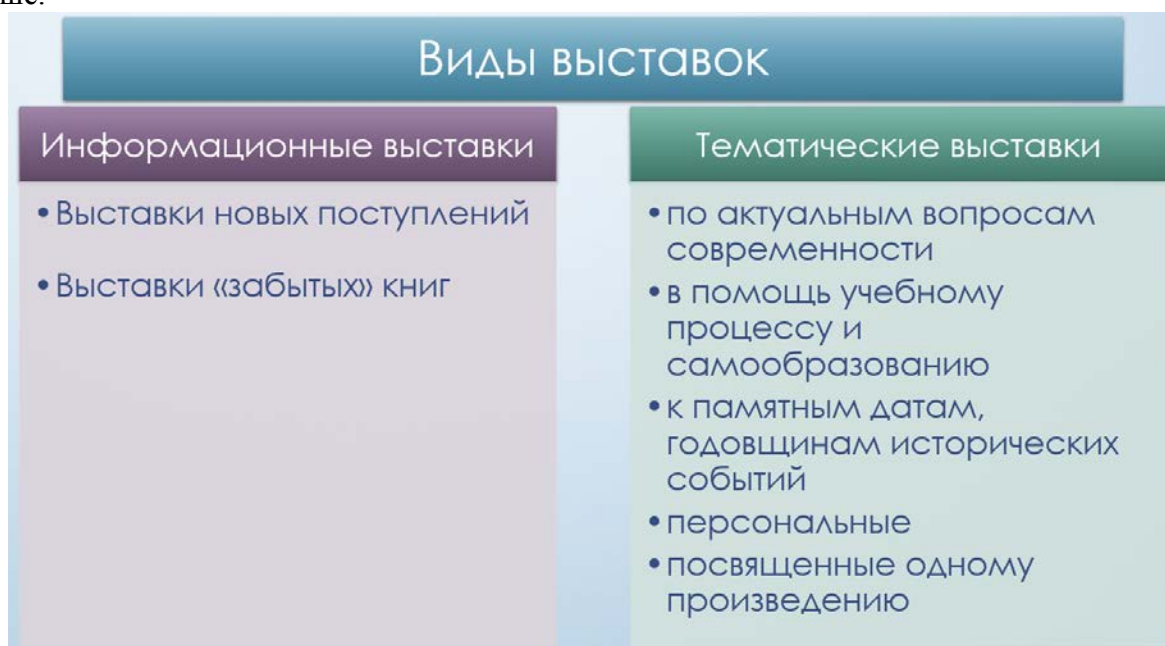 Виды выставок
Информационные выставки
• Выставки новых поступлений
• Выставки «забытых» книг
Тематические выставки
• по актуальным вопросам
современности
• в помощь учебному
процессу и
самообразованию
• к памятным датам,
годовщинам исторических
событий
• персональные
• посвященные одному
произведению